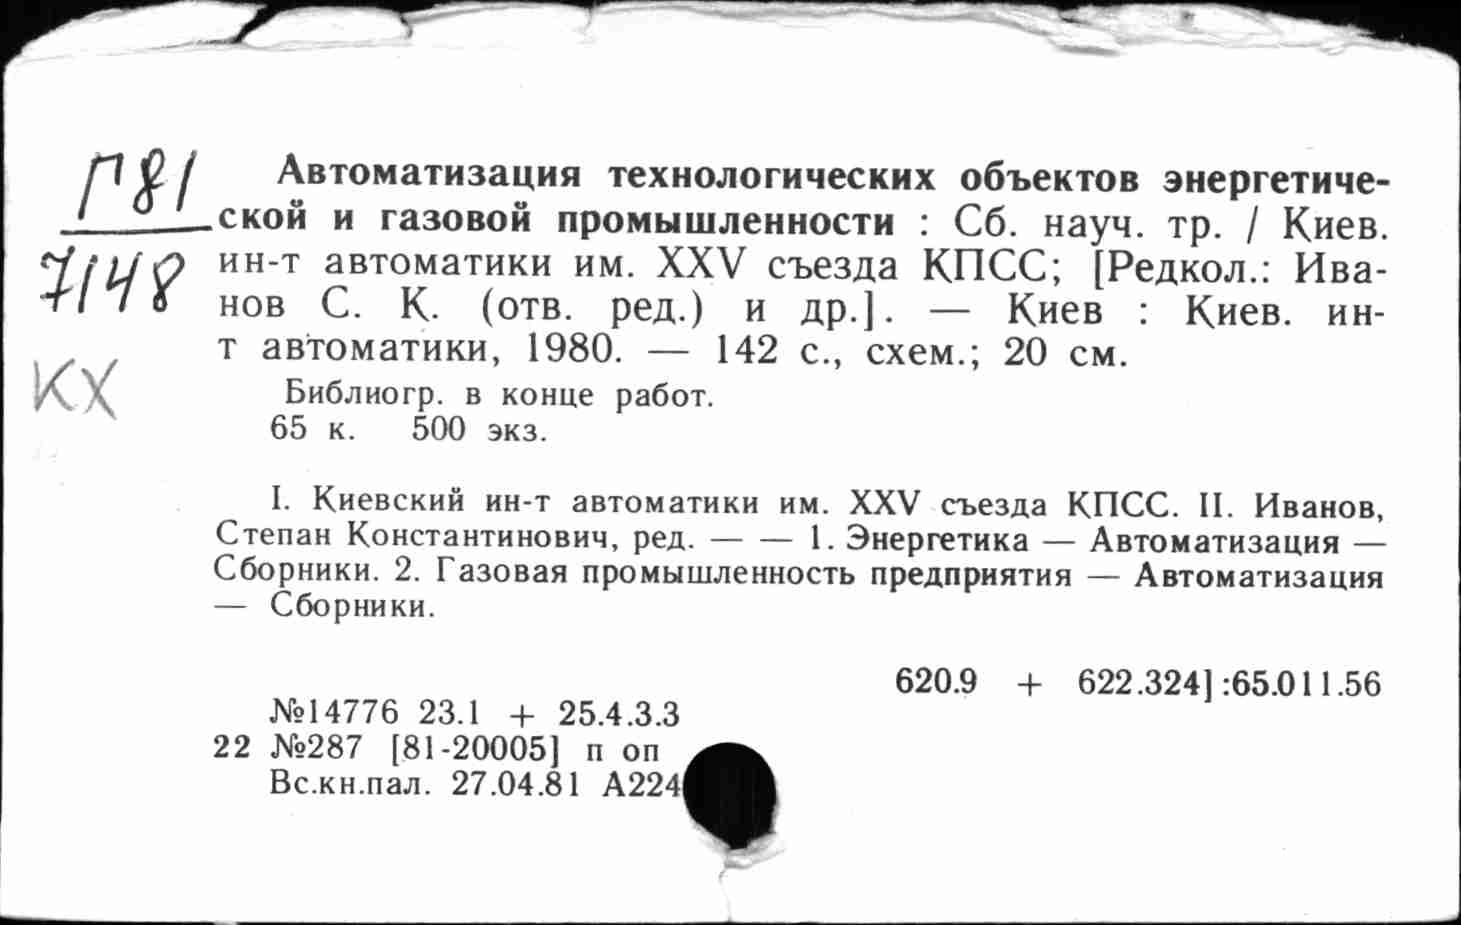 Г81
7148
КХ
Автоматизация технологических объектов энергетиче-
ской и газовой промышленности : Сб. науч. тр. / Киев.
ин-т автоматики им. XXV съезда КПСС; [Редкол.: Ива-
нов С. К. (отв. ред.) и др.]. — Киев : Киев. ин-
т автоматики, 1980. — 142 с., схем.; 20 см.
Библиогр. в конце работ.
65 к. 500 экз.
I. Киевский ин-т автоматики им. XXV съезда КПСС. II. Иванов,
Степан Константинович, ред. — — 1. Энергетика — Автоматизация —
Сборники. 2. Газовая промышленность предприятия — Автоматизация
— Сборники.
620.9 + 622.324] :65.011.56
№14776 23.1 + 25.4.3.3
22 №287 [81-20005] п оп
Вс.кн.пал. 27.04.81 А224